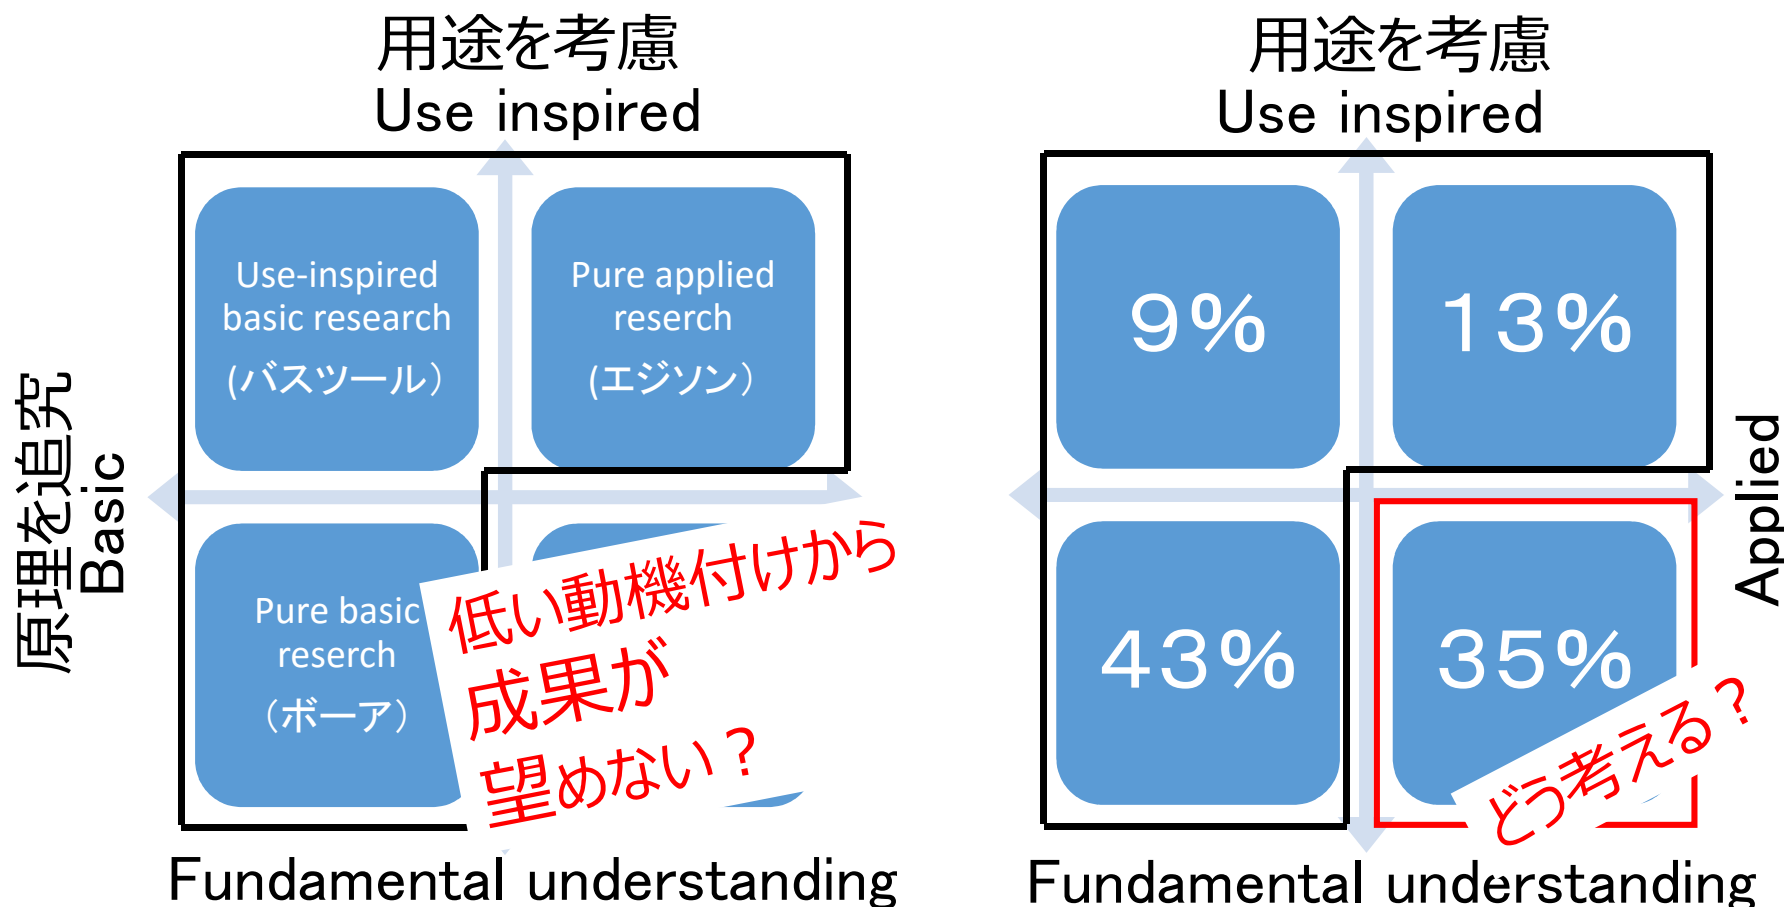 用途を考慮
Use inspired
原理を追究
Basic
Use-inspired
basic research
(バスツール）
Pure applied
reserch
(エジソン）
Pure basic
reserch
（ボーア）
低い動機付けから
成果が
望めない？
Fundamental understanding
用途を考慮
Use inspired
9%
13%
43%
35%
どう考える？
Applied
Fundamental understanding